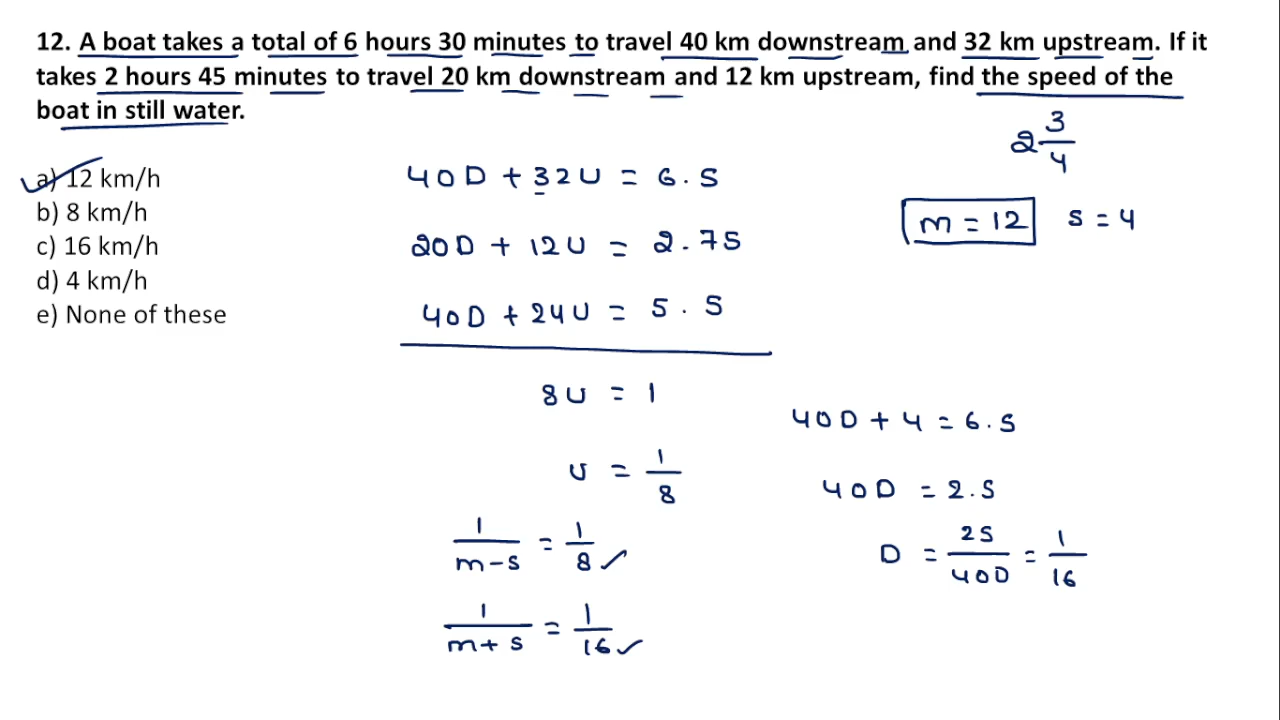 12. A boat takes a total of 6 hours 30 minutes to travel 40 km downstream and 32 km upstream. If it
takes 2 hours 45 minutes to travel 20 km downstream and 12 km upstream, find the speed of the
boat in still water.
a) 12 km/h
b) 8 km/h
c) 16 km/h
d) 4 km/h
e) None of these
40D + 32U = 6.5
20D + 12U = 2.75
40D + 24U = 5.5
8U = 1
U = 1/8
1/(m-s) = 1/8
1/(m+s) = 1/16
2 3/4
m = 12 s = 4
40D + 4 = 6.5
40D = 2.5
D = 25/400 = 1/16